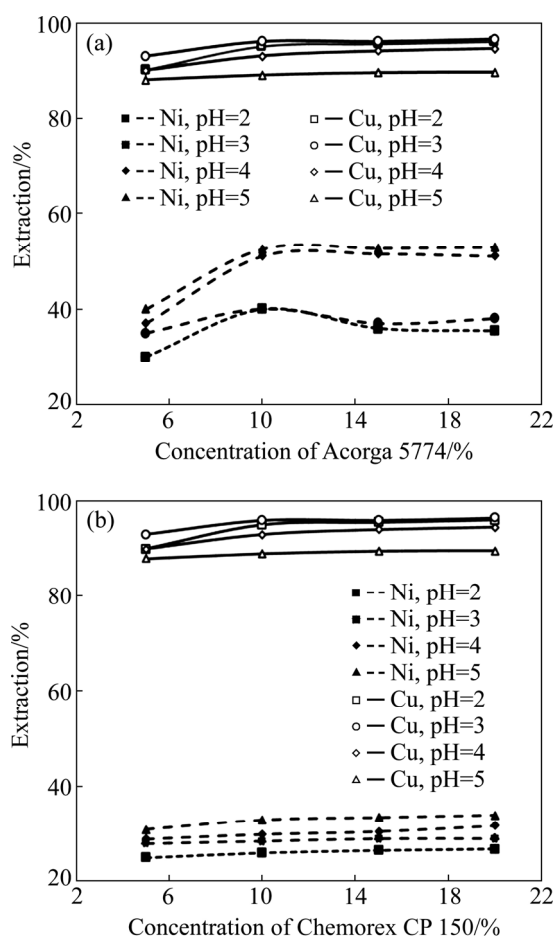 100
(a)
80
Ni, pH=2
Cu, pH=2
Ni, pH=3
Cu, pH=3
Ni, pH=4
Cu, pH=4
Ni, pH=5
Cu, pH=5
60
40
20
Extraction/%
2 6 10 14 18 22
Concentration of Acorga 5774/%
100
(b)
80
60
40
20
Extraction/%
Ni, pH=2
Ni, pH=3
Ni, pH=4
Ni, pH=5
Cu, pH=2
Cu, pH=3
Cu, pH=4
Cu, pH=5
2 6 10 14 18 22
Concentration of Chemorex CP 150/%